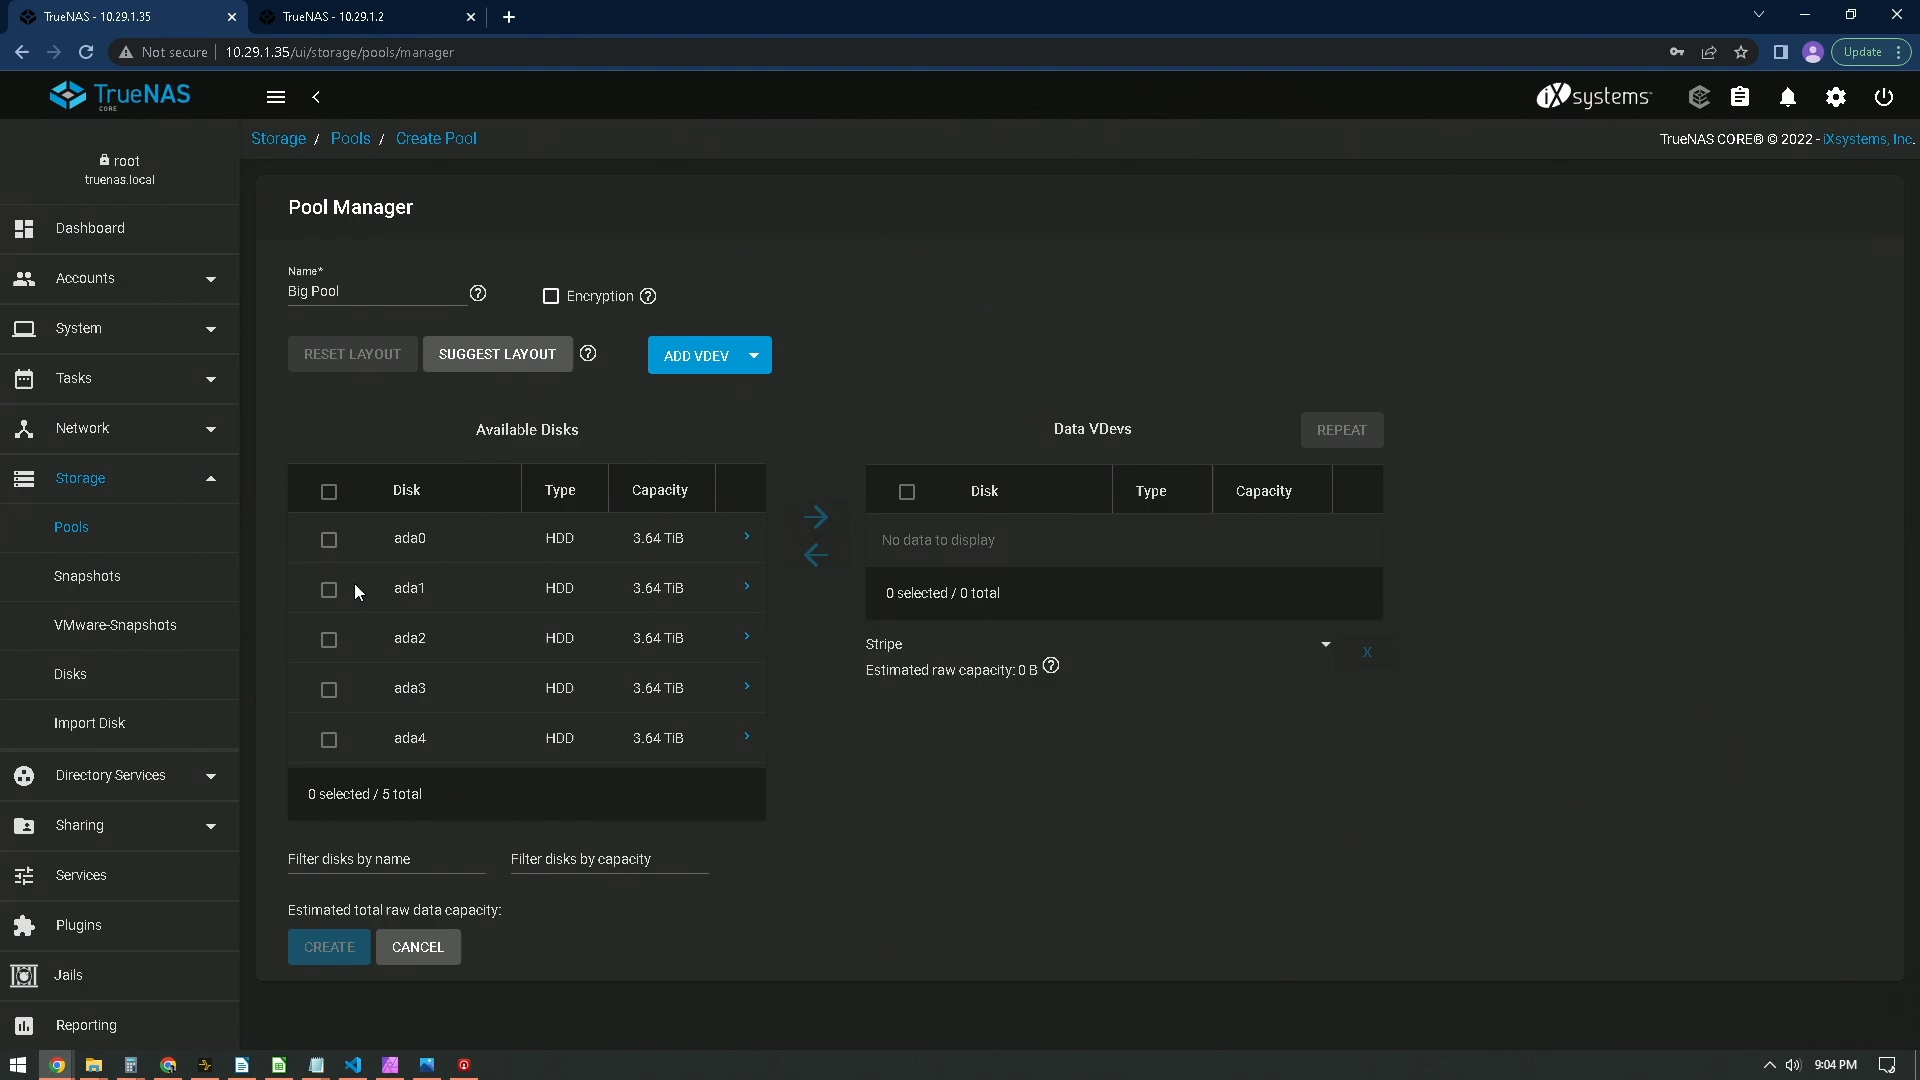 TrueNAS - 10.29.1.35
TrueNAS - 10.29.1.2
Not secure
10.29.1.35/ui/storage/pools/manager
Update
TrueNAS
CORE
iXsystems
Storage / Pools / Create Pool
TrueNAS CORE® © 2022 - iXsystems, Inc.
root
truenas.local
Dashboard
Accounts
System
Tasks
Network
Storage
Pools
Snapshots
VMware-Snapshots
Disks
Import Disk
Directory Services
Sharing
Services
Plugins
Jails
Reporting
Pool Manager
Name*
Big Pool
Encryption
RESET LAYOUT
SUGGEST LAYOUT
ADD VDEV
Available Disks
Disk Type Capacity
ada0 HDD 3.64 TiB
ada1 HDD 3.64 TiB
ada2 HDD 3.64 TiB
ada3 HDD 3.64 TiB
ada4 HDD 3.64 TiB
0 selected / 5 total
Filter disks by name
Filter disks by capacity
Estimated total raw data capacity:
CREATE
CANCEL
Data VDevs
REPEAT
Disk Type Capacity
No data to display
0 selected / 0 total
Stripe
X
Estimated raw capacity: 0 B
9:04 PM